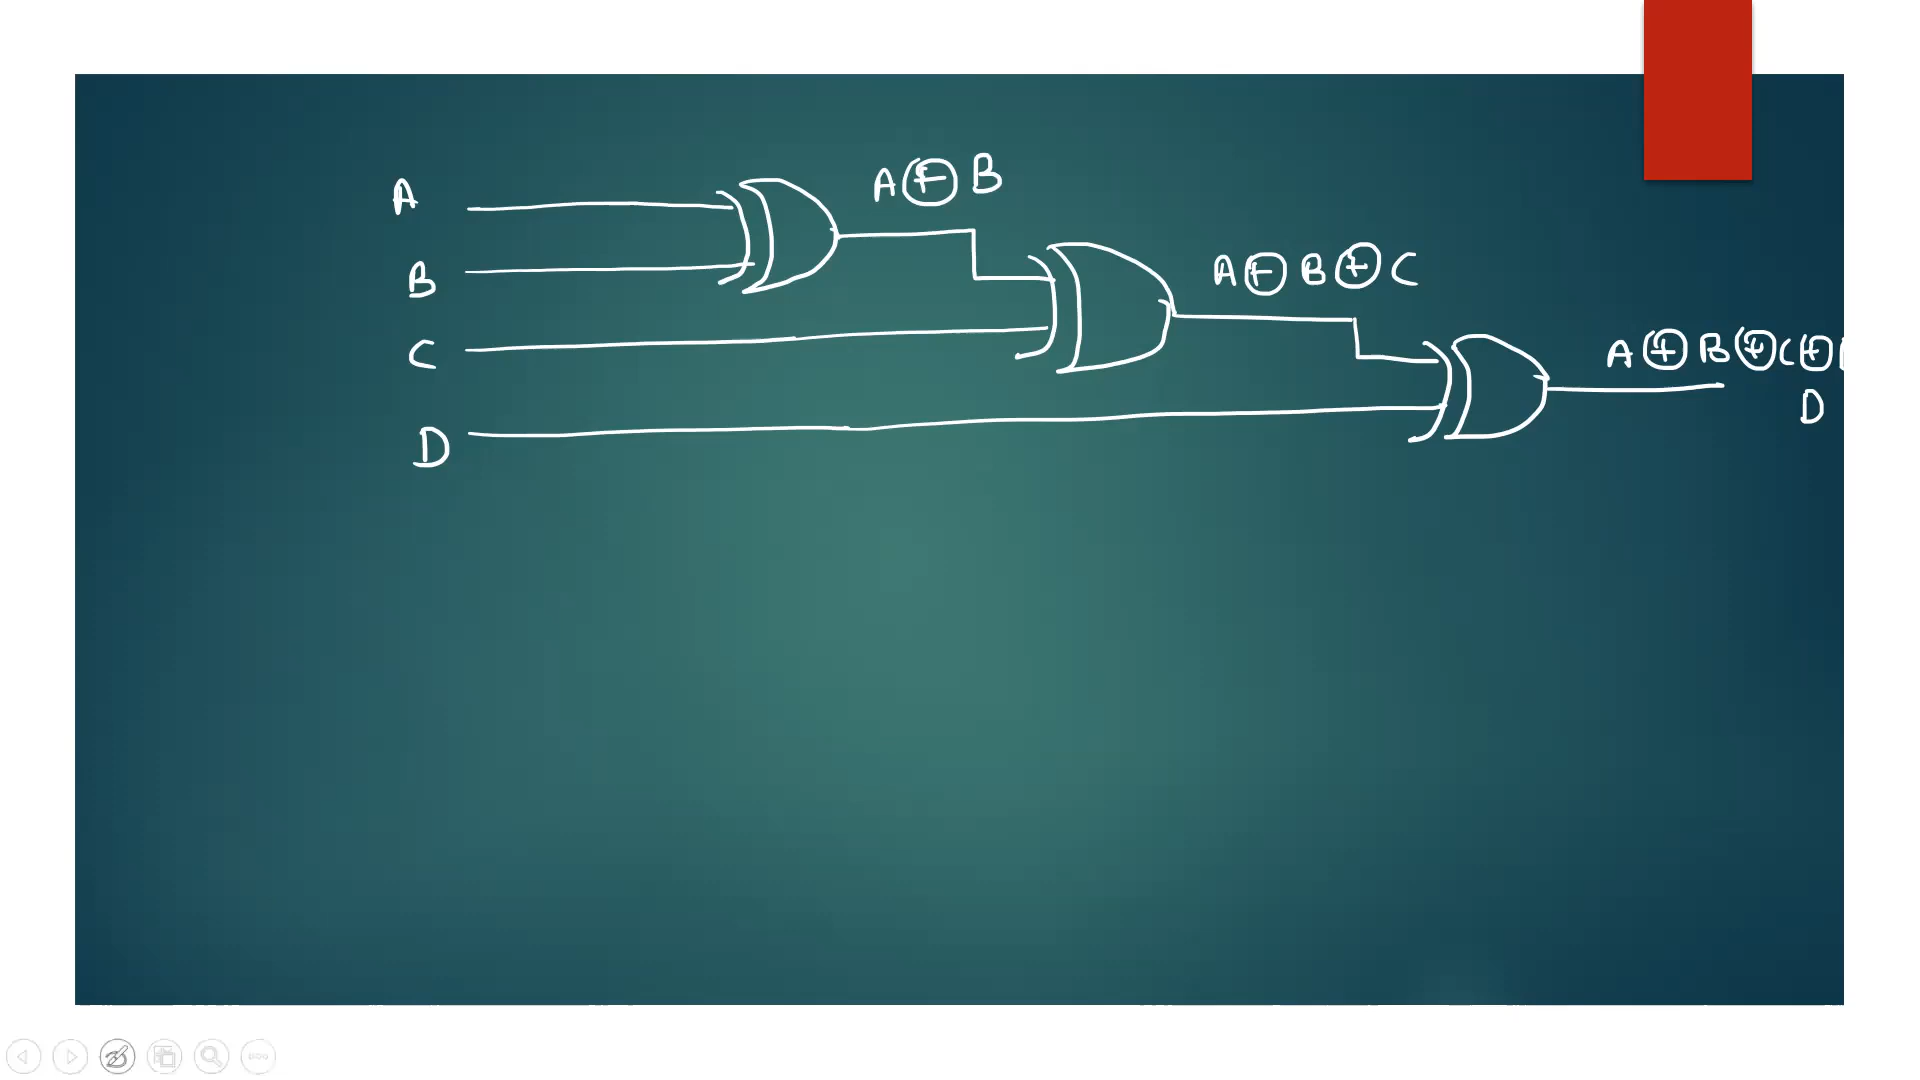 A
A ⊕ B
B
A ⊕ B ⊕ C
C
A ⊕ B ⊕ C ⊕
D
D